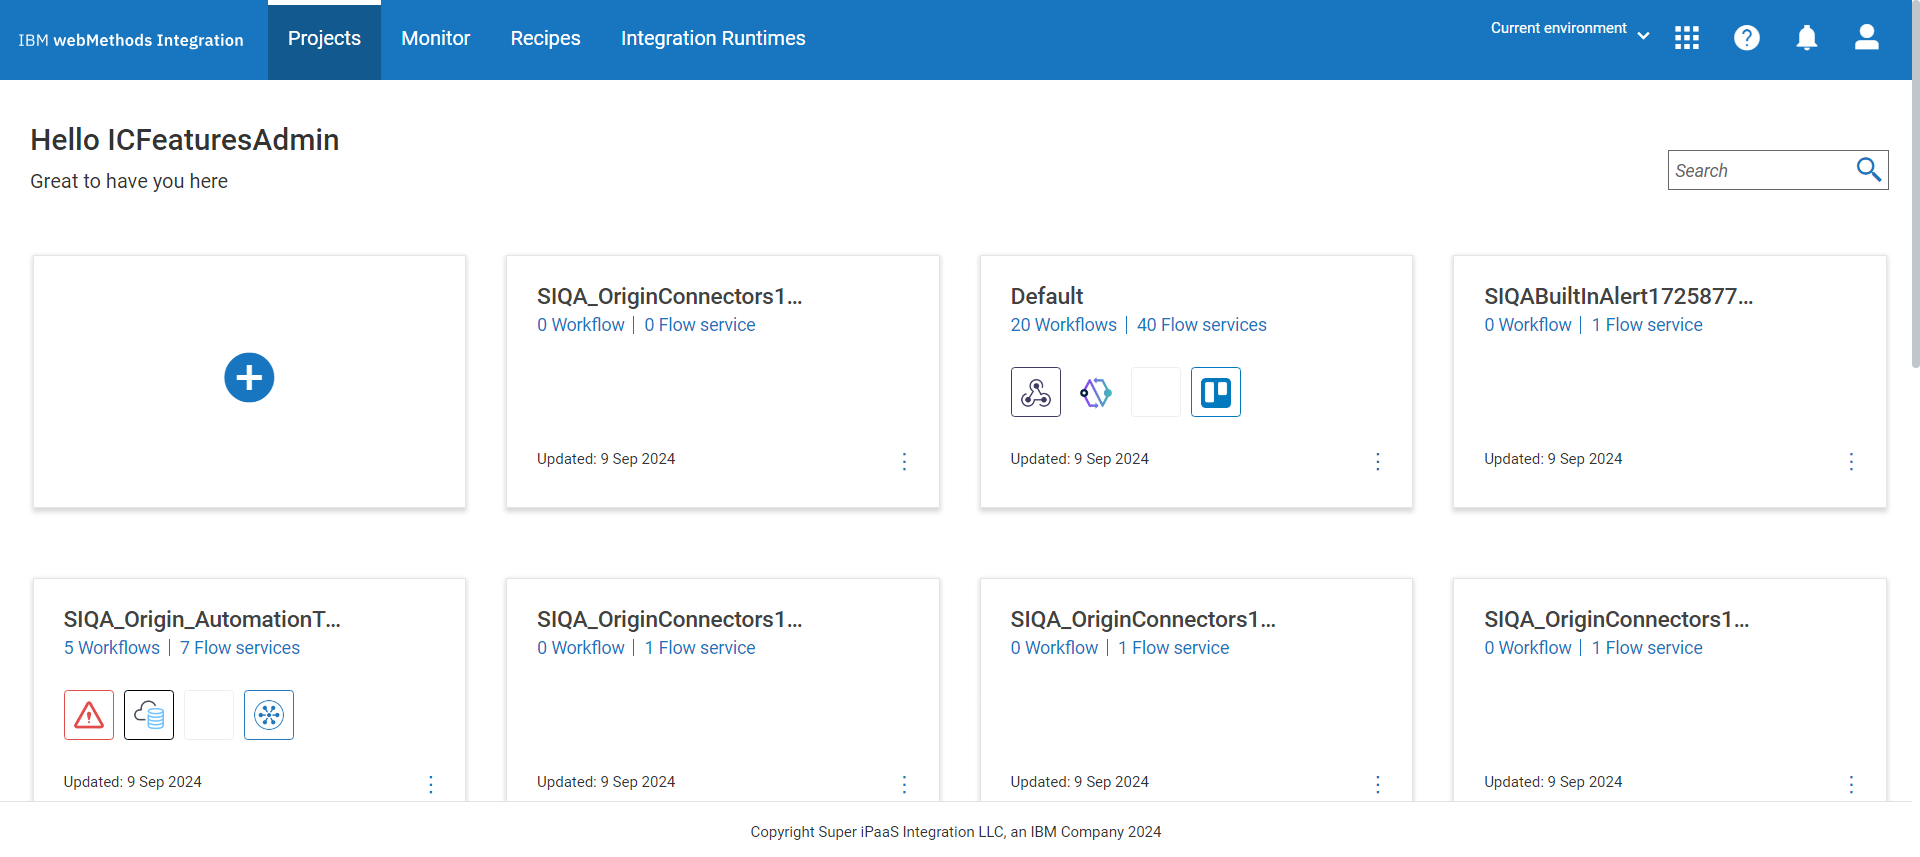 IBM webMethods Integration
Projects
Monitor
Recipes
Integration Runtimes
Current environment
Hello ICFeaturesAdmin
Great to have you here
Search
SIQA_OriginConnectors1...
0 Workflow | 0 Flow service
Updated: 9 Sep 2024
Default
20 Workflows | 40 Flow services
Updated: 9 Sep 2024
SIQABuiltInAlert1725877...
0 Workflow | 1 Flow service
Updated: 9 Sep 2024
SIQA_Origin_AutomationT...
5 Workflows | 7 Flow services
Updated: 9 Sep 2024
SIQA_OriginConnectors1...
0 Workflow | 1 Flow service
Updated: 9 Sep 2024
SIQA_OriginConnectors1...
0 Workflow | 1 Flow service
Updated: 9 Sep 2024
SIQA_OriginConnectors1...
0 Workflow | 1 Flow service
Updated: 9 Sep 2024
Copyright Super iPaaS Integration LLC, an IBM Company 2024